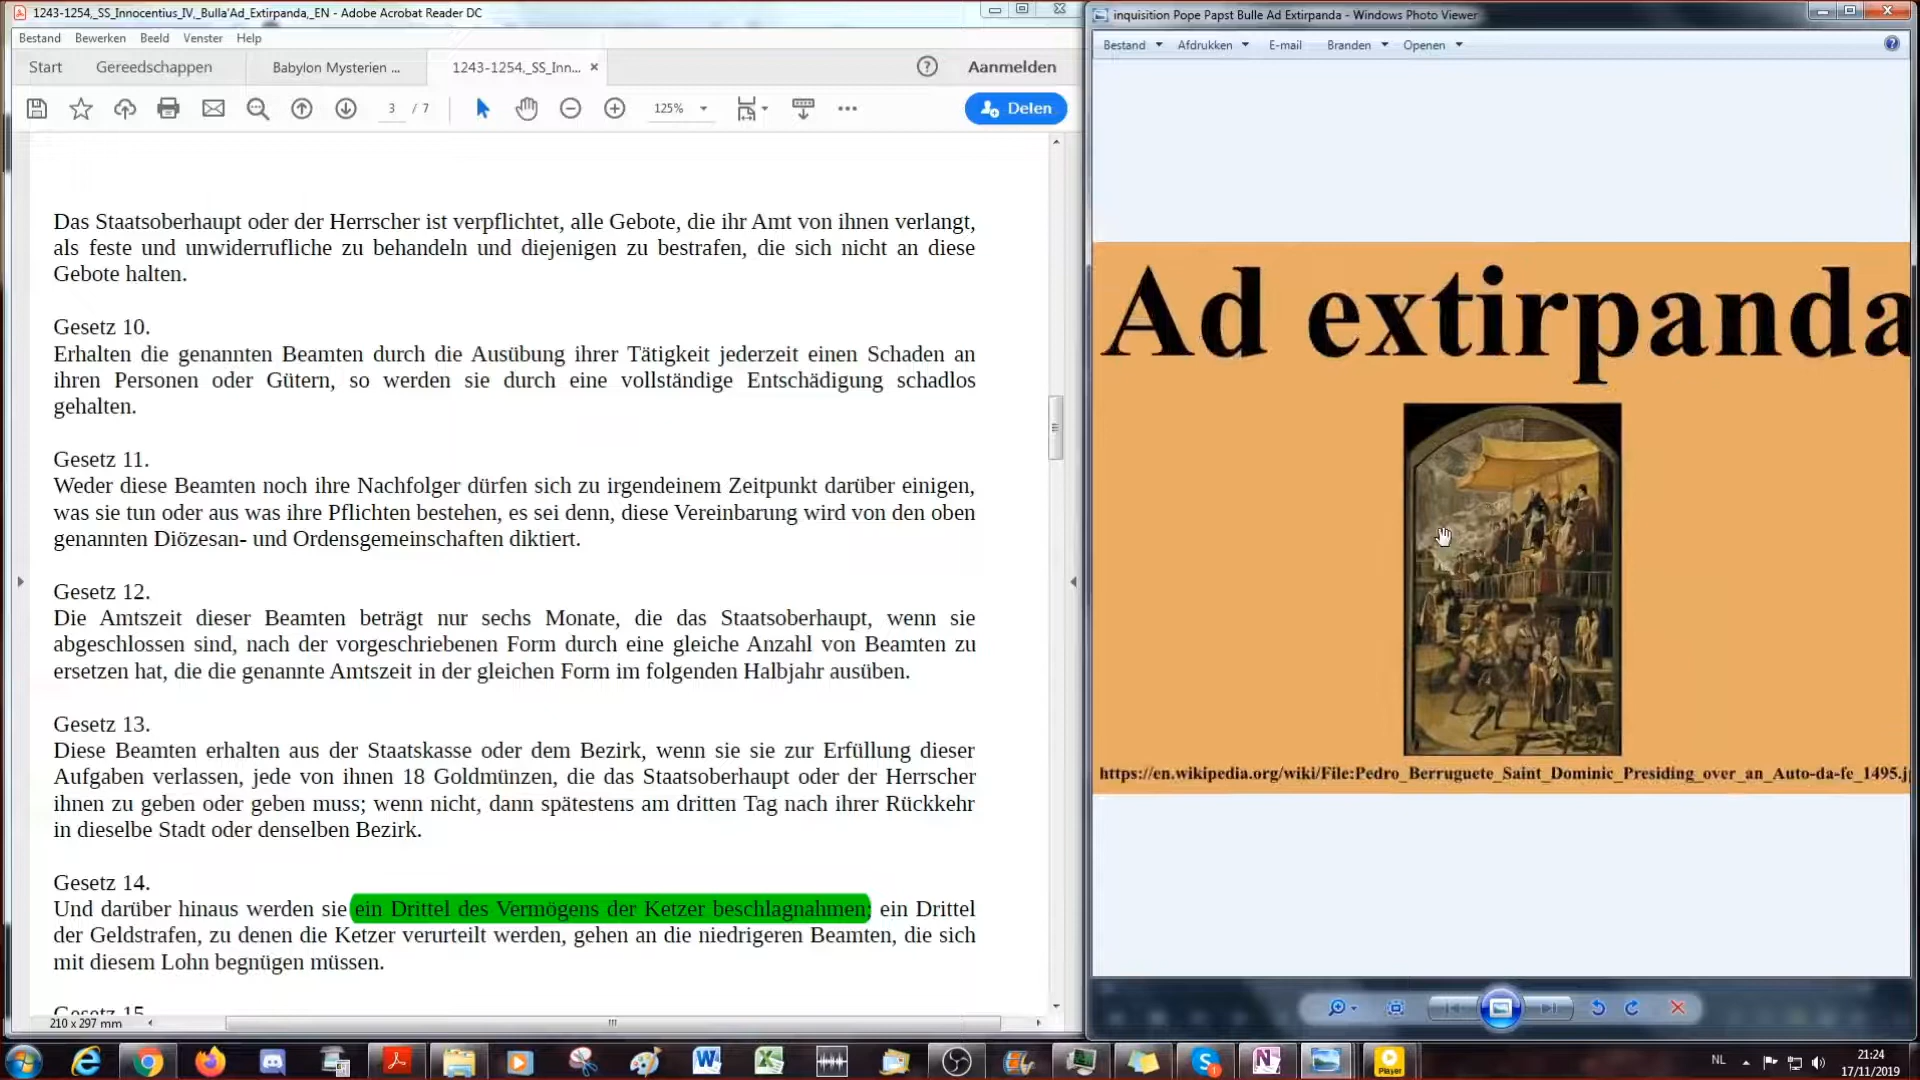 1243-1254,_SS_Innocentius_IV,_Bulla'Ad_Extirpanda,_EN - Adobe Acrobat Reader DC
Bestand Bewerken Beeld Venster Help
Start Gereedschappen Babylon Mysterien ... 1243-1254,_SS_Inn... × Aanmelden
3 / 7 125% Delen
Das Staatsoberhaupt oder der Herrscher ist verpflichtet, alle Gebote, die ihr Amt von ihnen verlangt,
als feste und unwiderrufliche zu behandeln und diejenigen zu bestrafen, die sich nicht an diese
Gebote halten.
Gesetz 10.
Erhalten die genannten Beamten durch die Ausübung ihrer Tätigkeit jederzeit einen Schaden an
ihren Personen oder Gütern, so werden sie durch eine vollständige Entschädigung schadlos
gehalten.
Gesetz 11.
Weder diese Beamten noch ihre Nachfolger dürfen sich zu irgendeinem Zeitpunkt darüber einigen,
was sie tun oder aus was ihre Pflichten bestehen, es sei denn, diese Vereinbarung wird von den oben
genannten Diözesan- und Ordensgemeinschaften diktiert.
Gesetz 12.
Die Amtszeit dieser Beamten beträgt nur sechs Monate, die das Staatsoberhaupt, wenn sie
abgeschlossen sind, nach der vorgeschriebenen Form durch eine gleiche Anzahl von Beamten zu
ersetzen hat, die die genannte Amtszeit in der gleichen Form im folgenden Halbjahr ausüben.
Gesetz 13.
Diese Beamten erhalten aus der Staatskasse oder dem Bezirk, wenn sie sie zur Erfüllung dieser
Aufgaben verlassen, jede von ihnen 18 Goldmünzen, die das Staatsoberhaupt oder der Herrscher
ihnen zu geben oder geben muss; wenn nicht, dann spätestens am dritten Tag nach ihrer Rückkehr
in dieselbe Stadt oder denselben Bezirk.
Gesetz 14.
Und darüber hinaus werden sie ein Drittel des Vermögens der Ketzer beschlagnahmen; ein Drittel
der Geldstrafen, zu denen die Ketzer verurteilt werden, gehen an die niedrigeren Beamten, die sich
mit diesem Lohn begnügen müssen.
Gesetz 15.
210 x 297 mm
inquisition Pope Papst Bulle Ad Extirpanda - Windows Photo Viewer
Bestand Afdrukken E-mail Branden Openen
Ad extirpanda
https://en.wikipedia.org/wiki/File:Pedro_Berruguete_Saint_Dominic_Presiding_over_an_Auto-da-fe_1495.j
Player
NL 21:24
17/11/2019